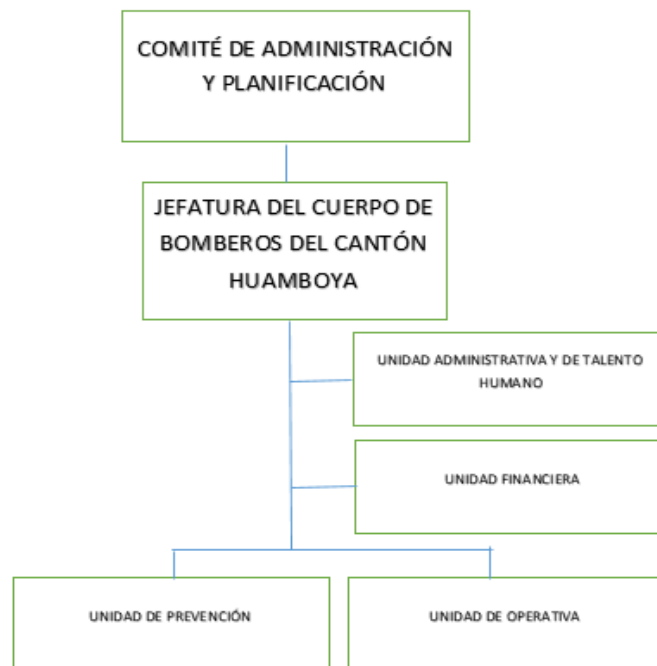 COMITÉ DE ADMINISTRACIÓN
Y PLANIFICACIÓN
JEFATURA DEL CUERPO DE
BOMBEROS DEL CANTÓN
HUAMBOYA
UNIDAD ADMINISTRATIVA Y DE TALENTO
HUMANO
UNIDAD FINANCIERA
UNIDAD DE PREVENCIÓN
UNIDAD DE OPERATIVA